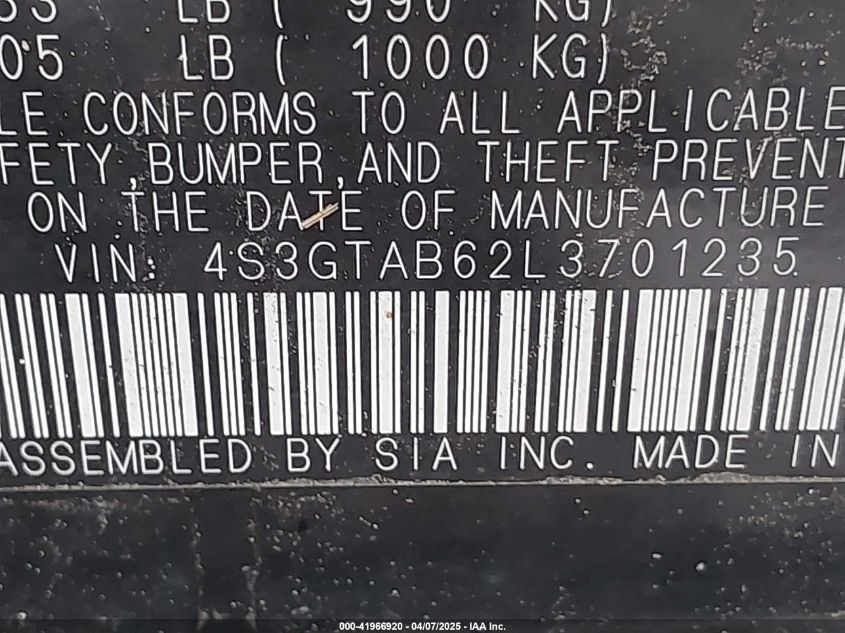 LB ( 990 KG)
05 LB ( 1000 KG)
LE CONFORMS TO ALL APPLICABLE
FETY,BUMPER,AND THEFT PREVENT
ON THE DATE OF MANUFACTURE
VIN: 4S3GTAB62L3701235
ASSEMBLED BY SIA INC. MADE IN
000-41966920 - 04/07/2025 - IAA Inc.